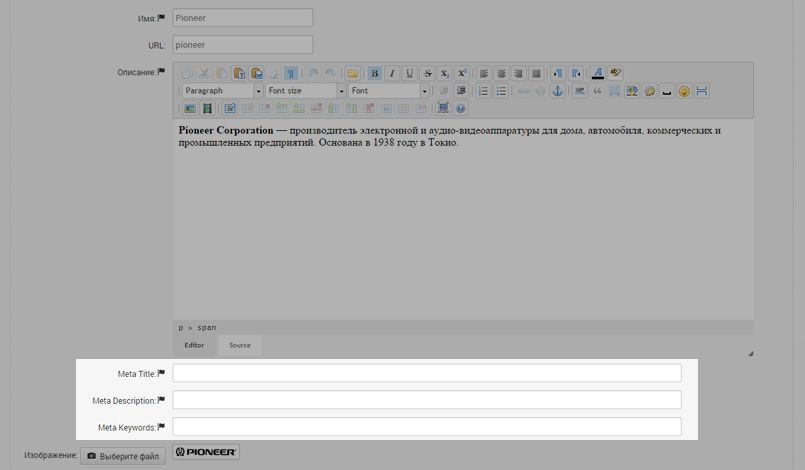 Имя:
Pioneer
URL:
pioneer
Описание:
Paragraph Font size Font
Pioneer Corporation — производитель электронной и аудио-видеоаппаратуры для дома, автомобиля, коммерческих и
промышленных предприятий. Основана в 1938 году в Токио.
p » span
Editor Source
Meta Title:
Meta Description:
Meta Keywords:
Изображение: Выберите файл PIONEER